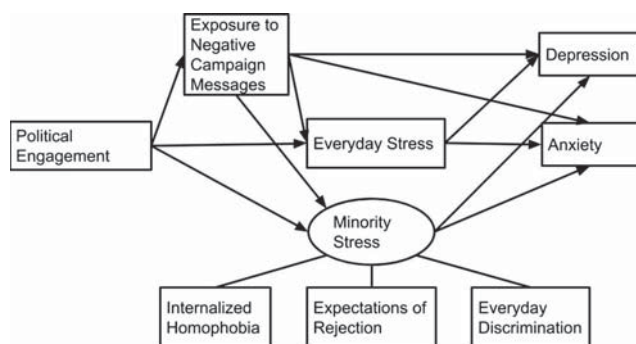 Exposure to
Negative
Campaign
Messages
Depression
Political
Engagement
Everyday Stress
Anxiety
Minority
Stress
Internalized
Homophobia
Expectations of
Rejection
Everyday
Discrimination